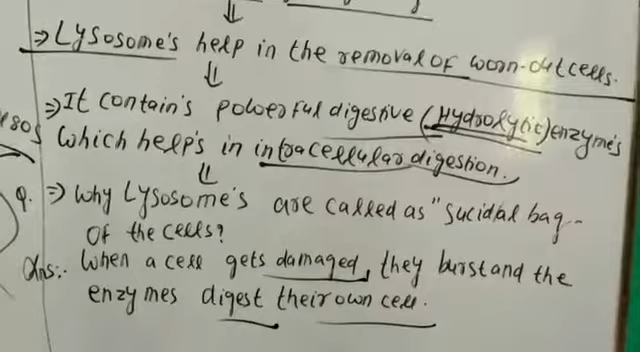 ⇒ Lysosome's help in the removal of worn-out cells.
⇒ It contain's powerful digestive (Hydrolytic) enzyme's
which help's in intracellular digestion.
Q. ⇒ Why Lysosome's are called as "sucidal bag
of the cells?
Ans:. When a cell gets damaged, they burst and the
enzymes digest their own cell.